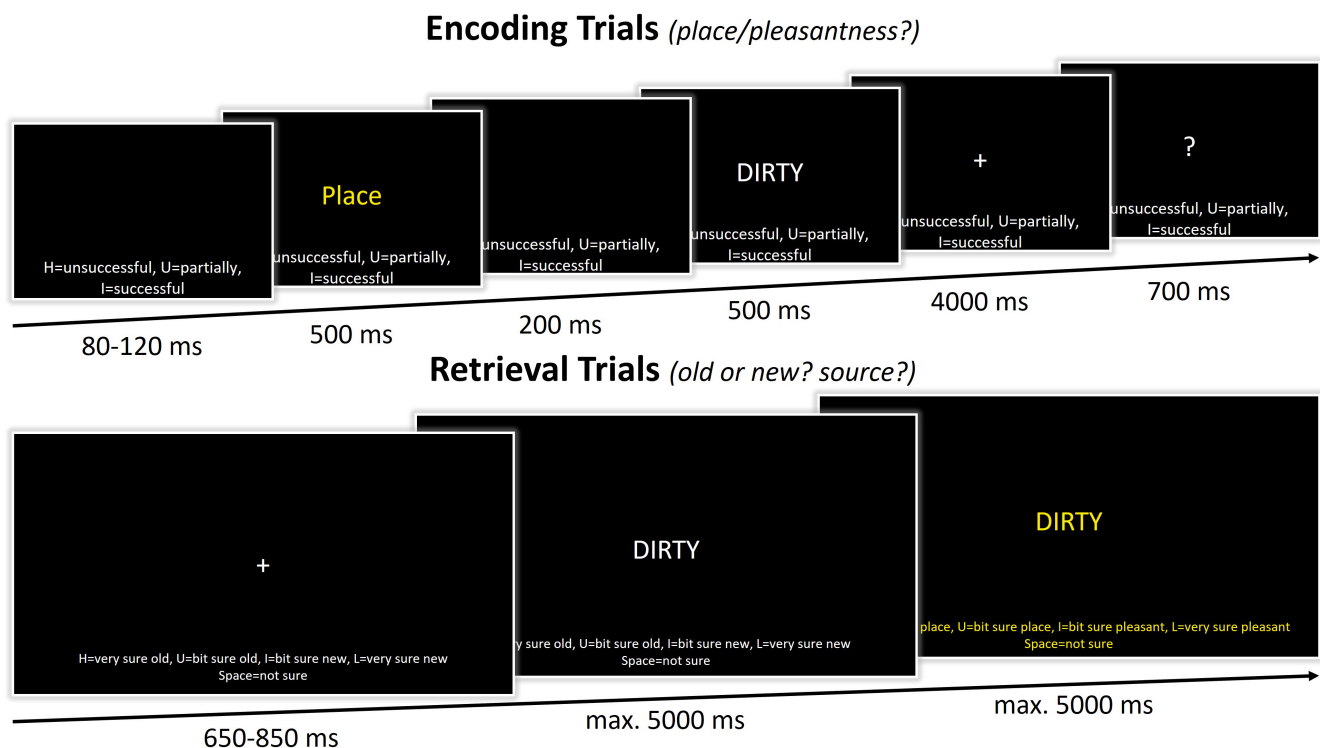 Encoding Trials (place/pleasantness?)
H=unsuccessful, U=partially,
I=successful
Place
unsuccessful, U=partially,
I=successful
unsuccessful, U=partially,
I=successful
DIRTY
unsuccessful, U=partially,
I=successful
+
unsuccessful, U=partially,
I=successful
?
unsuccessful, U=partially,
I=successful
80-120 ms
500 ms
200 ms
500 ms
4000 ms
700 ms
Retrieval Trials (old or new? source?)
+
H=very sure old, U=bit sure old, I=bit sure new, L=very sure new
Space=not sure
DIRTY
y sure old, U=bit sure old, I=bit sure new, L=very sure new
Space=not sure
DIRTY
place, U=bit sure place, I=bit sure pleasant, L=very sure pleasant
Space=not sure
650-850 ms
max. 5000 ms
max. 5000 ms